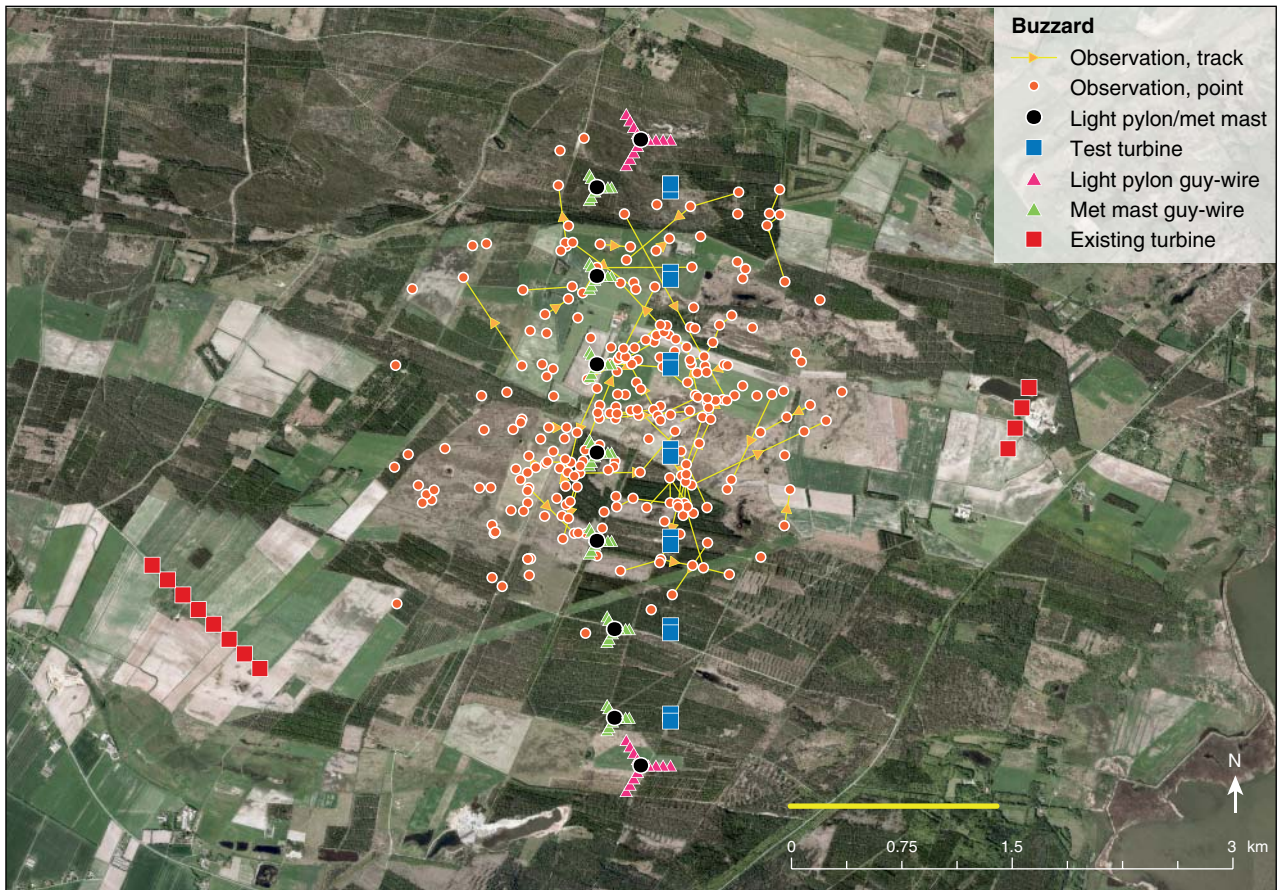 Buzzard
Observation, track
Observation, point
Light pylon/met mast
Test turbine
Light pylon guy-wire
Met mast guy-wire
Existing turbine
N
0 0.75 1.5 3 km